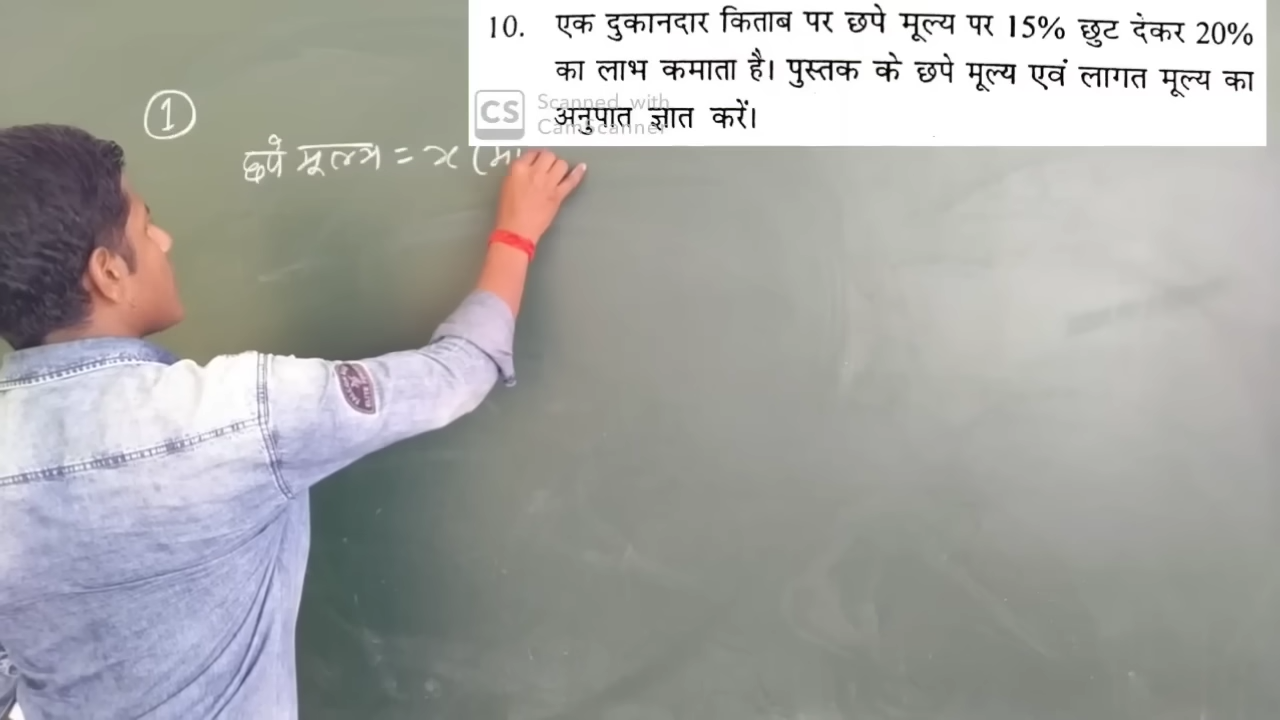 10. एक दुकानदार किताब पर छपे मूल्य पर 15% छुट देकर 20%
का लाभ कमाता है। पुस्तक के छपे मूल्य एवं लागत मूल्य का
अनुपात ज्ञात करें।
CS Scanned with
CamScanner
1
छपे मूल्य = x (मा